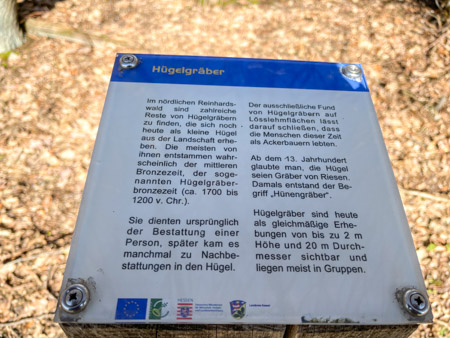 Hügelgräber
Im nördlichen Reinhards-
wald sind zahlreiche
Reste von Hügelgräbern
zu finden, die sich noch
heute als kleine Hügel
aus der Landschaft erhe-
ben. Die meisten von
ihnen entstammen wahr-
scheinlich der mittleren
Bronzezeit, der soge-
nannten Hügelgräber-
bronzezeit (ca. 1700 bis
1200 v. Chr.).
Sie dienten ursprünglich
der Bestattung einer
Person, später kam es
manchmal zu Nachbe-
stattungen in den Hügel.
Der ausschließliche Fund
von Hügelgräbern auf
Lösslehmflächen lässt
darauf schließen, dass
die Menschen dieser Zeit
als Ackerbauern lebten.
Ab dem 13. Jahrhundert
glaubte man, die Hügel
seien Gräber von Riesen.
Damals entstand der Be-
griff „Hünengräber".
Hügelgräber sind heute
als gleichmäßige Erhe-
bungen von bis zu 2 m
Höhe und 20 m Durch-
messer sichtbar und
liegen meist in Gruppen.
HESSEN
Landkreis Kassel